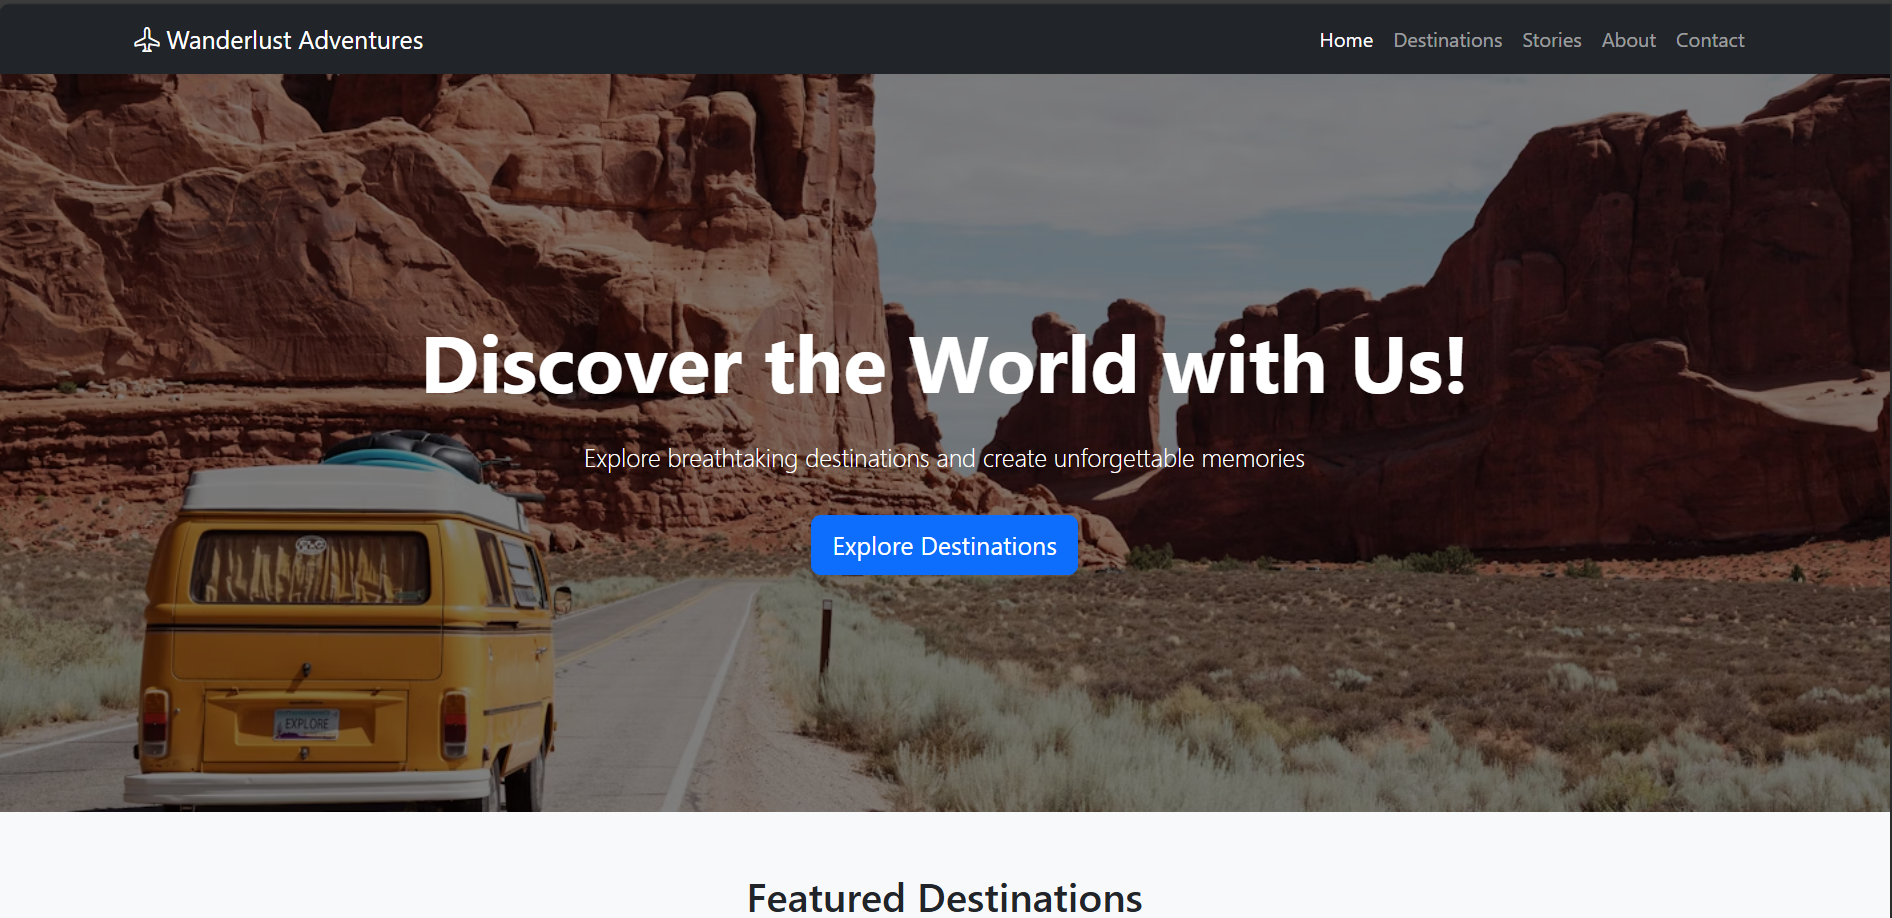 Wanderlust Adventures
Home Destinations Stories About Contact
Discover the World with Us!
Explore breathtaking destinations and create unforgettable memories
Explore Destinations
EXPLORE
Featured Destinations